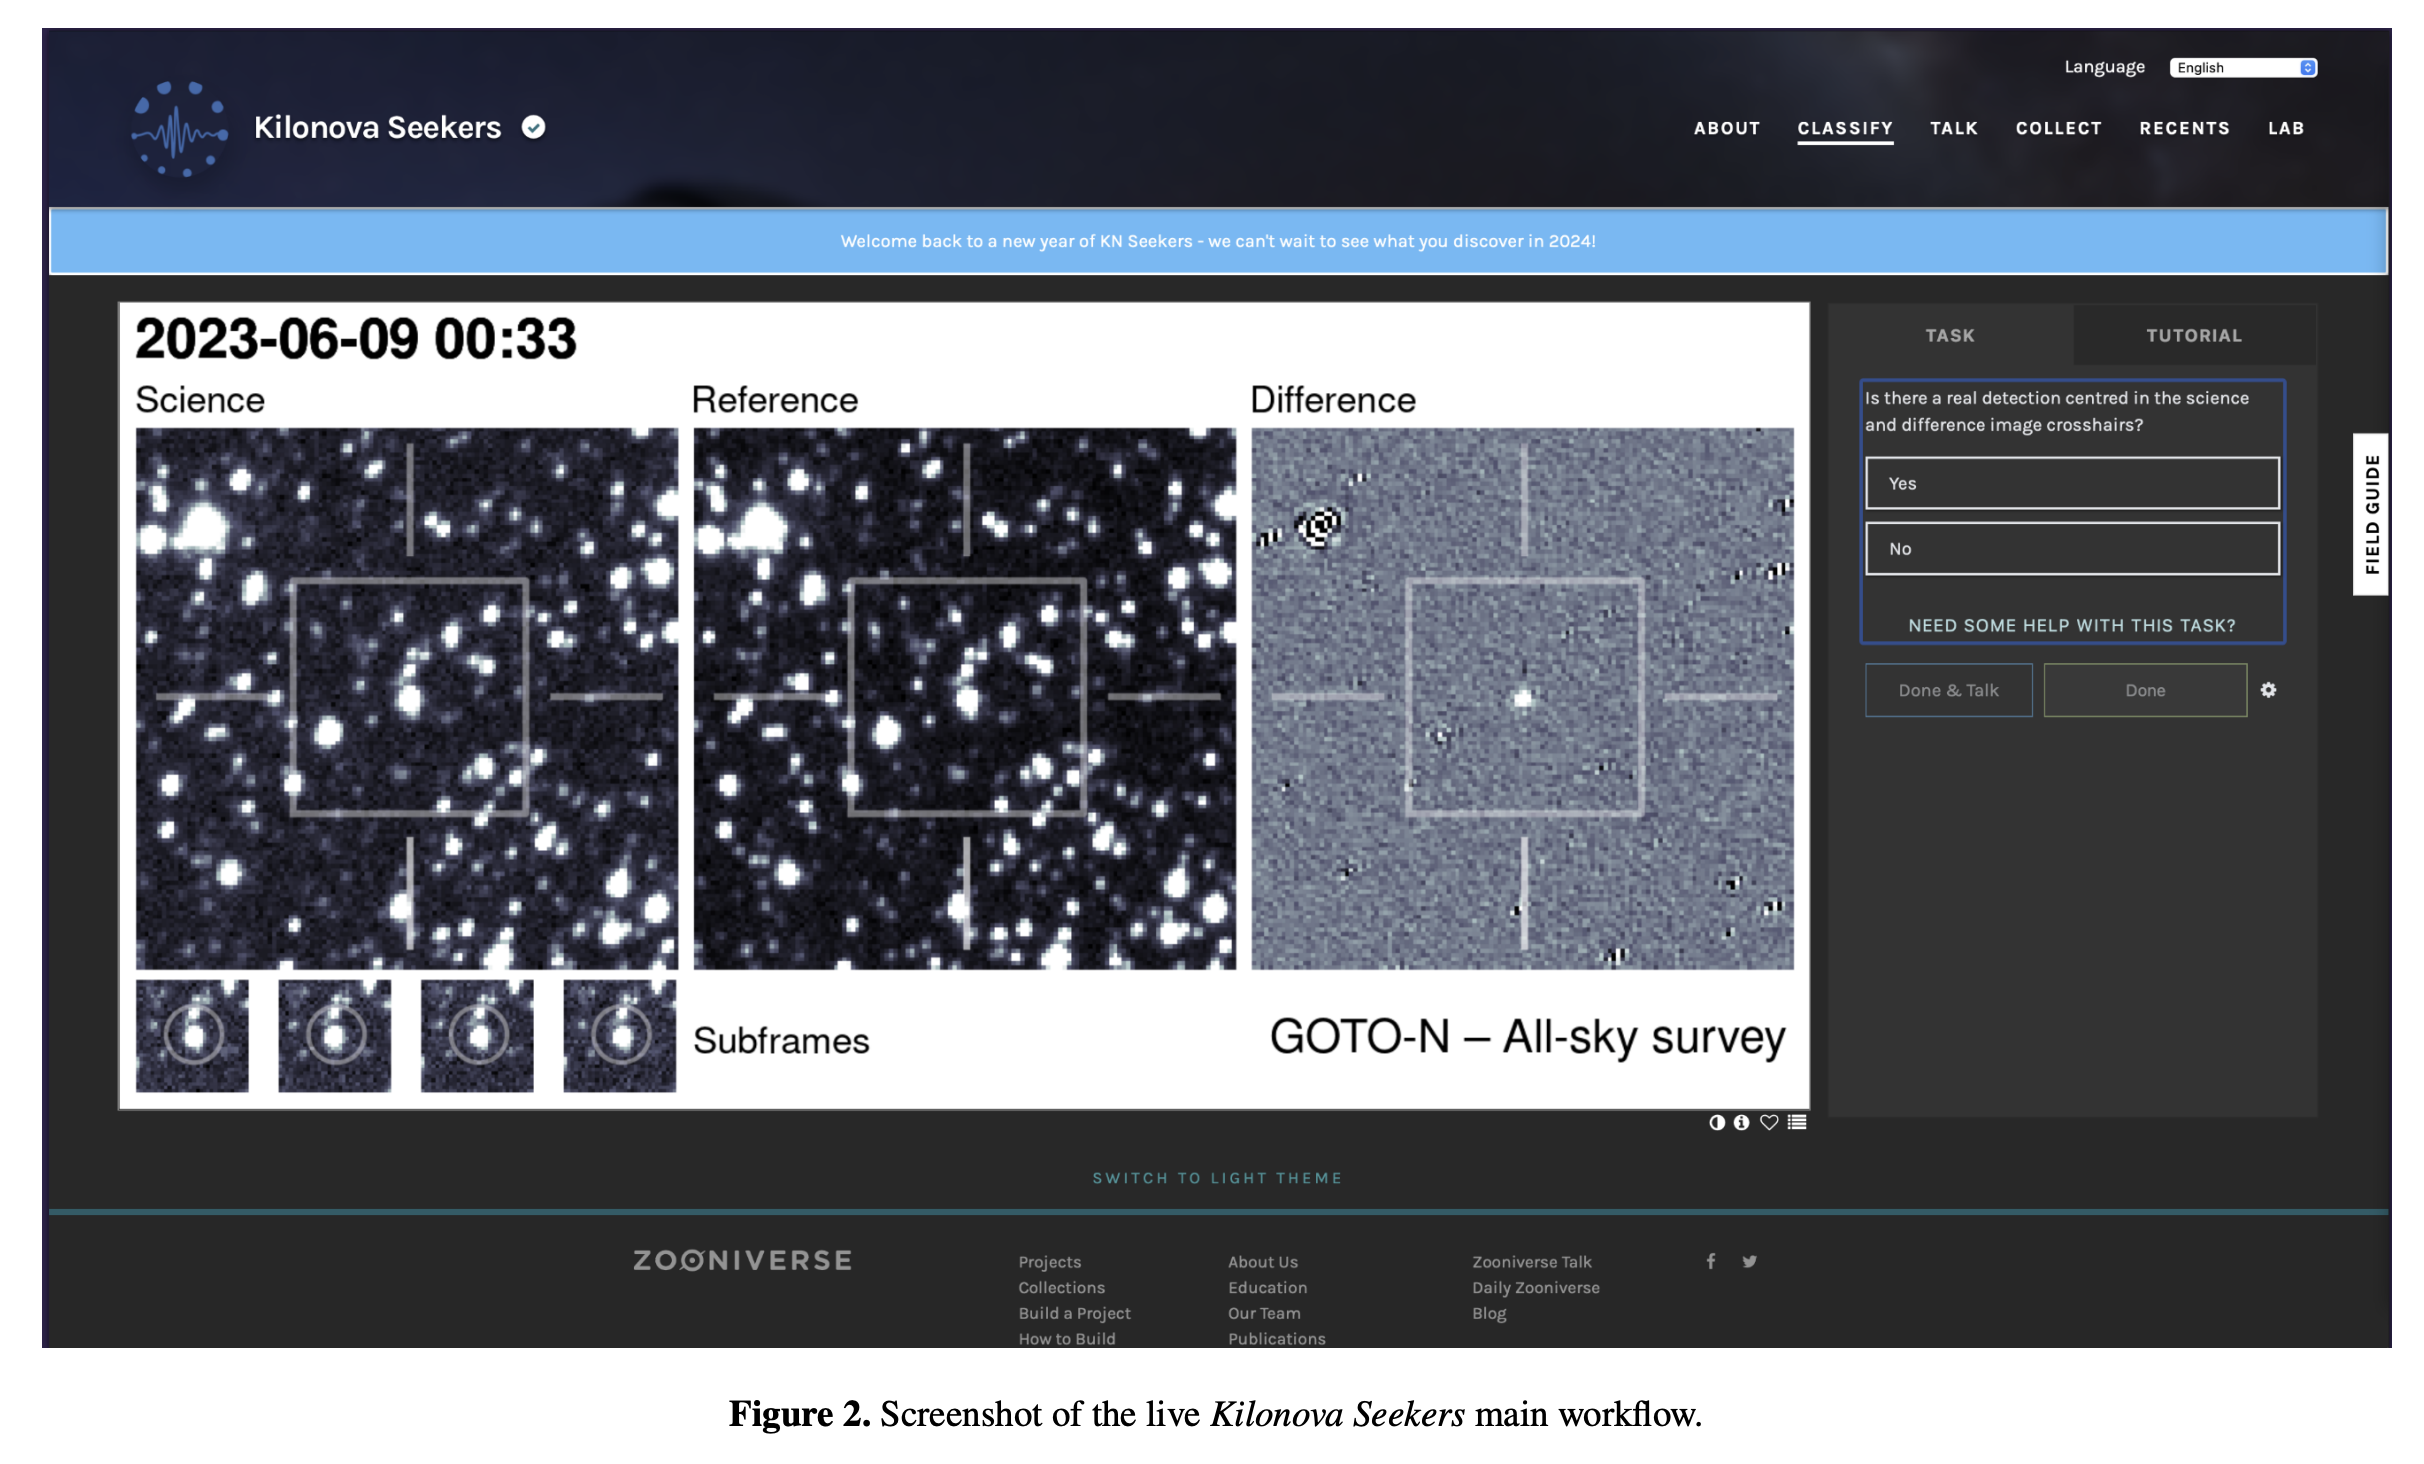 Language English
Kilonova Seekers
ABOUT CLASSIFY TALK COLLECT RECENTS LAB
Welcome back to a new year of KN Seekers - we can't wait to see what you discover in 2024!
2023-06-09 00:33
Science Reference Difference
Subframes
GOTO-N – All-sky survey
TASK TUTORIAL
Is there a real detection centred in the science
and difference image crosshairs?
Yes
No
NEED SOME HELP WITH THIS TASK?
Done & Talk Done
FIELD GUIDE
SWITCH TO LIGHT THEME
ZOONIVERSE
Projects
Collections
Build a Project
How to Build
About Us
Education
Our Team
Publications
Zooniverse Talk
Daily Zooniverse
Blog
Figure 2. Screenshot of the live Kilonova Seekers main workflow.